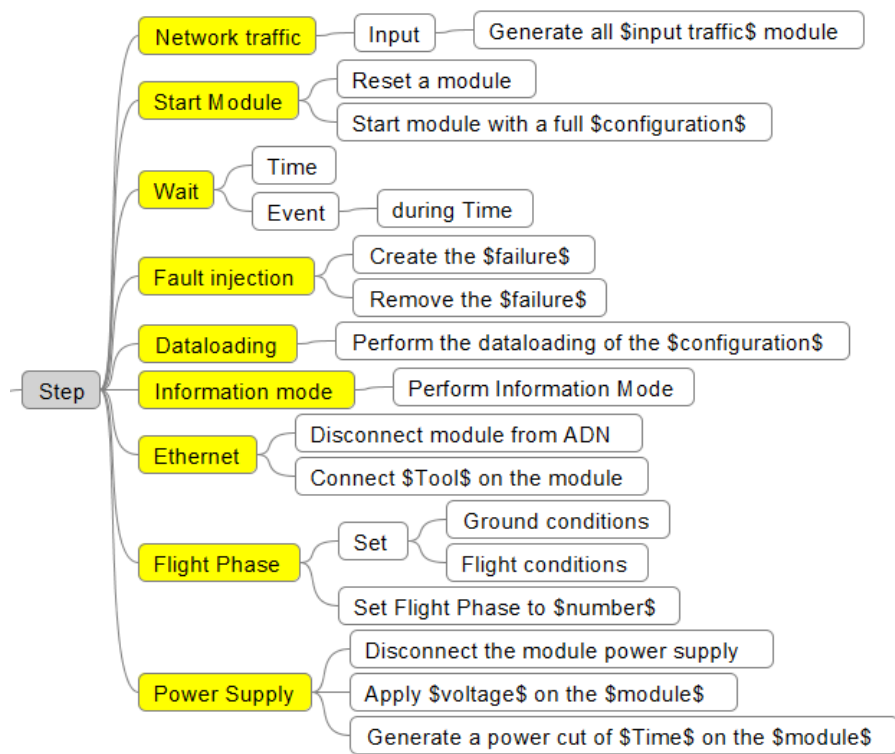 Step
Network traffic
Input
Generate all $input traffic$ module
Start Module
Reset a module
Start module with a full $configuration$
Wait
Time
Event
during Time
Fault injection
Create the $failure$
Remove the $failure$
Dataloading
Perform the dataloading of the $configuration$
Information mode
Perform Information Mode
Ethernet
Disconnect module from ADN
Connect $Tool$ on the module
Flight Phase
Set
Ground conditions
Flight conditions
Set Flight Phase to $number$
Power Supply
Disconnect the module power supply
Apply $voltage$ on the $module$
Generate a power cut of $Time$ on the $module$